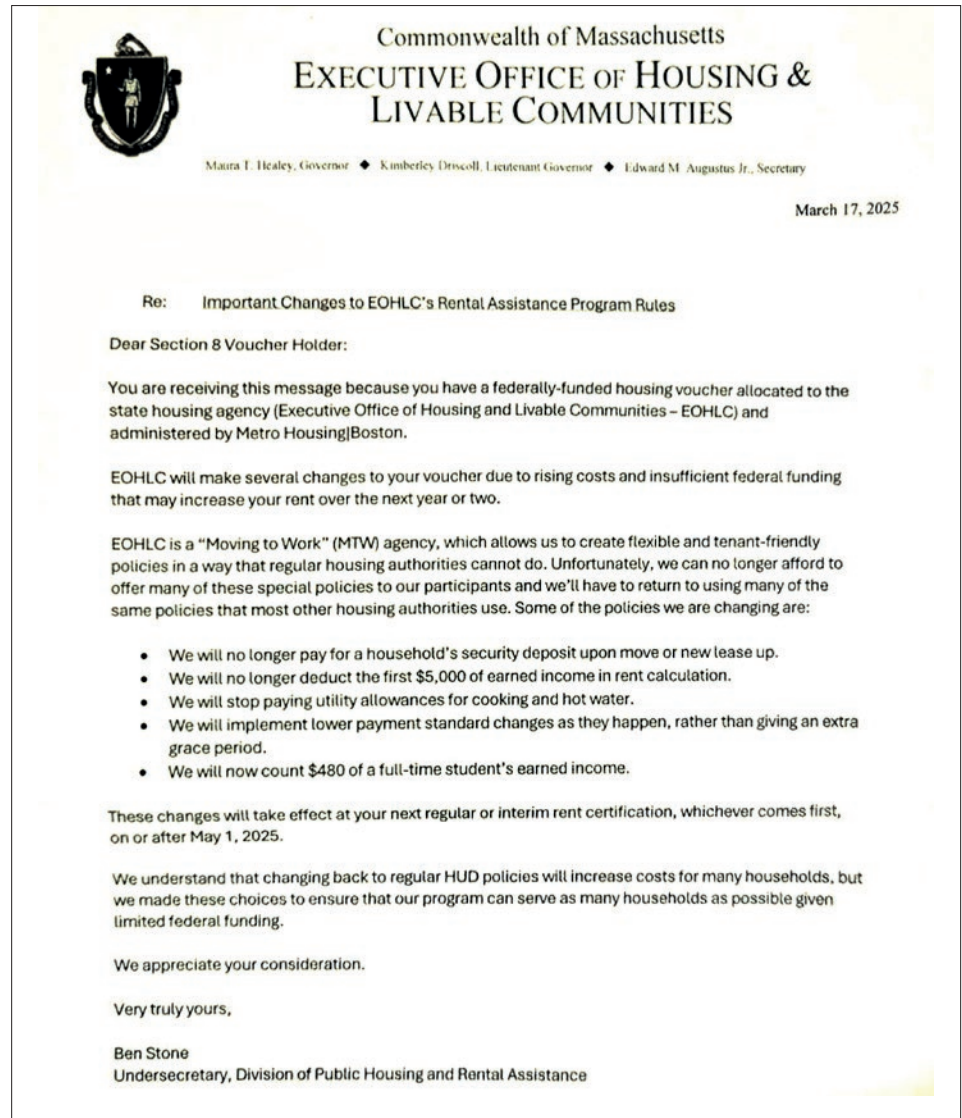 Commonwealth of Massachusetts
EXECUTIVE OFFICE OF HOUSING &
LIVABLE COMMUNITIES
Maura T. Healey, Governor ◆ Kimberley Driscoll, Lieutenant Governor ◆ Edward M. Augustus Jr., Secretary
March 17, 2025
Re: Important Changes to EOHLC's Rental Assistance Program Rules
Dear Section 8 Voucher Holder:
You are receiving this message because you have a federally-funded housing voucher allocated to the
state housing agency (Executive Office of Housing and Livable Communities – EOHLC) and
administered by Metro Housing|Boston.
EOHLC will make several changes to your voucher due to rising costs and insufficient federal funding
that may increase your rent over the next year or two.
EOHLC is a “Moving to Work” (MTW) agency, which allows us to create flexible and tenant-friendly
policies in a way that regular housing authorities cannot do. Unfortunately, we can no longer afford to
offer many of these special policies to our participants and we’ll have to return to using many of the
same policies that most other housing authorities use. Some of the policies we are changing are:
• We will no longer pay for a household’s security deposit upon move or new lease up.
• We will no longer deduct the first $5,000 of earned income in rent calculation.
• We will stop paying utility allowances for cooking and hot water.
• We will implement lower payment standard changes as they happen, rather than giving an extra
grace period.
• We will now count $480 of a full-time student’s earned income.
These changes will take effect at your next regular or interim rent certification, whichever comes first,
on or after May 1, 2025.
We understand that changing back to regular HUD policies will increase costs for many households, but
we made these choices to ensure that our program can serve as many households as possible given
limited federal funding.
We appreciate your consideration.
Very truly yours,
Ben Stone
Undersecretary, Division of Public Housing and Rental Assistance